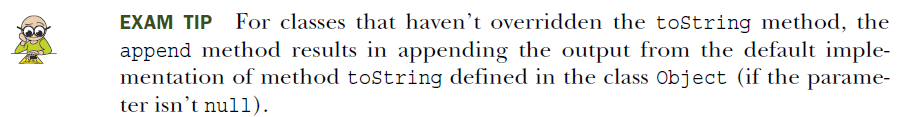 EXAM TIP For classes that haven’t overridden the toString method, the
append method results in appending the output from the default imple-
mentation of method toString defined in the class Object (if the parame-
ter isn’t null).